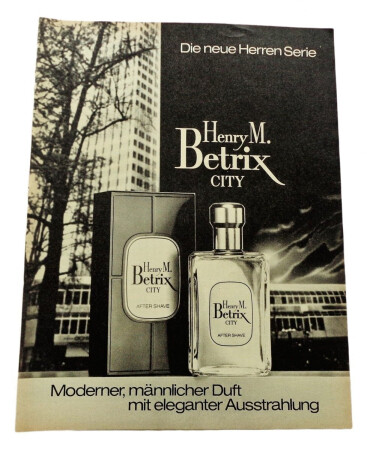 Die neue Herren Serie
Henry M.
Betrix
CITY
Henry M.
Betrix
CITY
AFTER SHAVE
Henry M.
Betrix
CITY
AFTER SHAVE
Moderner, männlicher Duft
mit eleganter Ausstrahlung